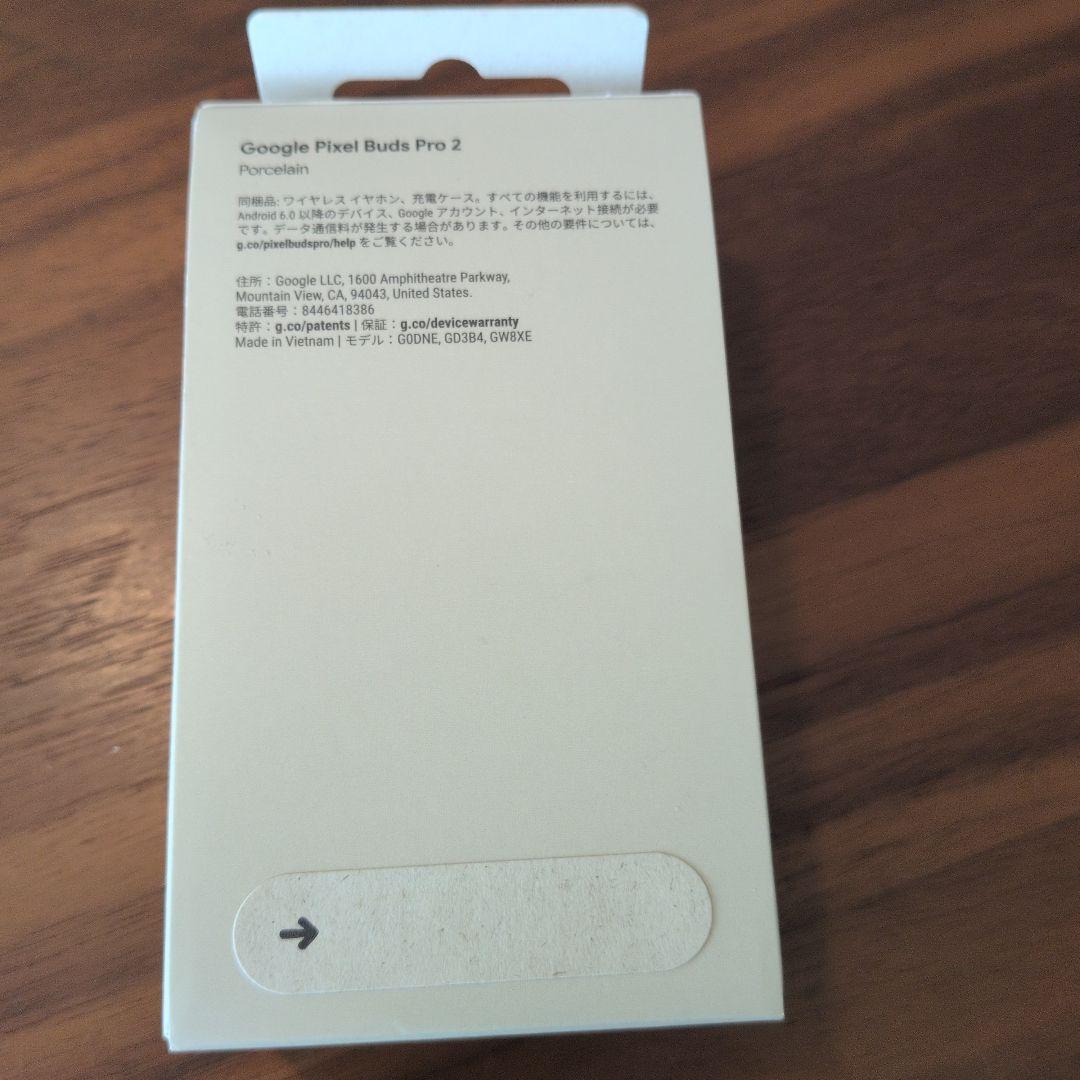 Google Pixel Buds Pro 2
Porcelain
同梱品: ワイヤレス イヤホン、充電ケース。すべての機能を利用するには、
Android 6.0 以降のデバイス、Google アカウント、インターネット接続が必要
です。データ通信料が発生する場合があります。その他の要件については、
g.co/pixelbudspro/help をご覧ください。
住所：Google LLC, 1600 Amphitheatre Parkway,
Mountain View, CA, 94043, United States.
電話番号：8446418386
特許：g.co/patents | 保証：g.co/devicewarranty
Made in Vietnam | モデル：G0DNE, GD3B4, GW8XE